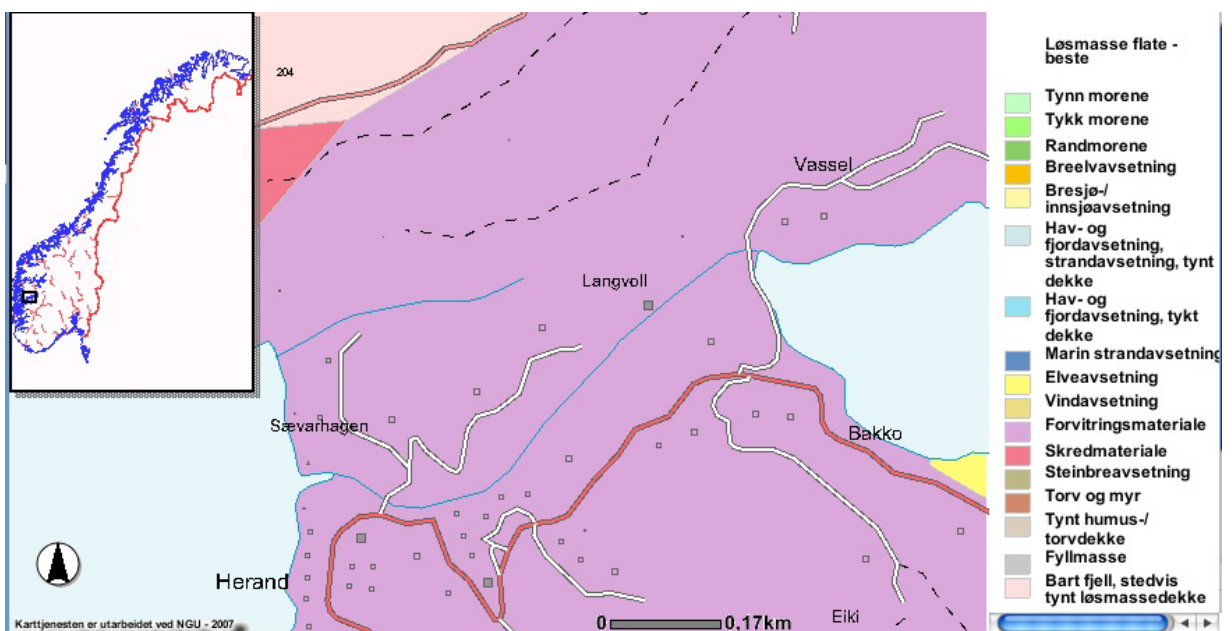 204
Vassel
Langvoll
Sævarhagen
Bakko
Herand
Eiki
0 0,17km
Karttjenesten er utarbeidet ved NGU - 2007
Løsmasse flate -
beste
Tynn morene
Tykk morene
Randmorene
Breelvavsetning
Bresjø-/
innsjøavsetning
Hav- og
fjordavsetning,
strandavsetning, tynt
dekke
Hav- og
fjordavsetning, tykt
dekke
Marin strandavsetning
Elveavsetning
Vindavsetning
Forvitringsmateriale
Skredmateriale
Steinbreavsetning
Torv og myr
Tynt humus-/
torvdekke
Fyllmasse
Bart fjell, stedvis
tynt løsmassedekke